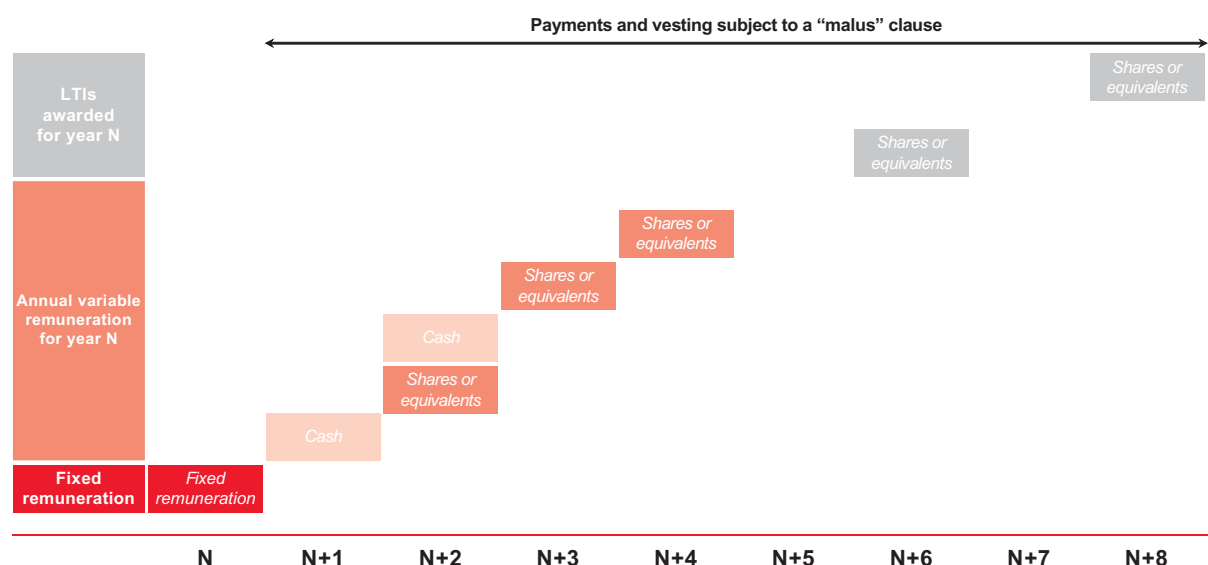 Payments and vesting subject to a “malus” clause
LTIs
awarded
for year N
Shares or
equivalents
Shares or
equivalents
Annual variable
remuneration
for year N
Shares or
equivalents
Shares or
equivalents
Cash
Shares or
equivalents
Cash
Fixed
remuneration
Fixed
remuneration
N N+1 N+2 N+3 N+4 N+5 N+6 N+7 N+8